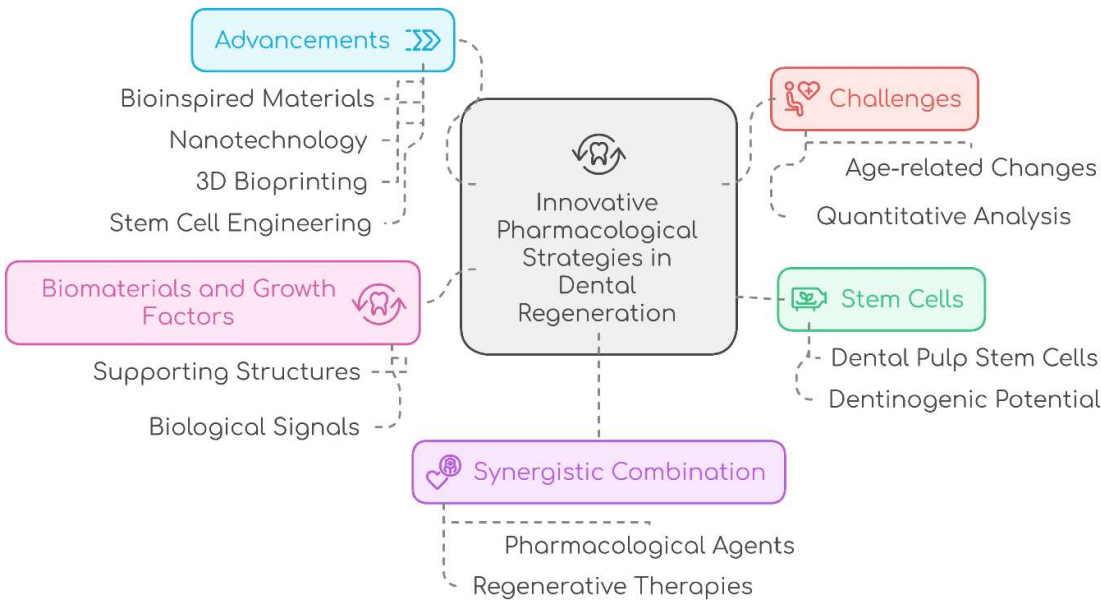 Advancements
Bioinspired Materials
Nanotechnology
3D Bioprinting
Stem Cell Engineering
Biomaterials and Growth
Factors
Supporting Structures
Biological Signals
Innovative
Pharmacological
Strategies in
Dental
Regeneration
Challenges
Age-related Changes
Quantitative Analysis
Stem Cells
Dental Pulp Stem Cells
Dentinogenic Potential
Synergistic Combination
Pharmacological Agents
Regenerative Therapies